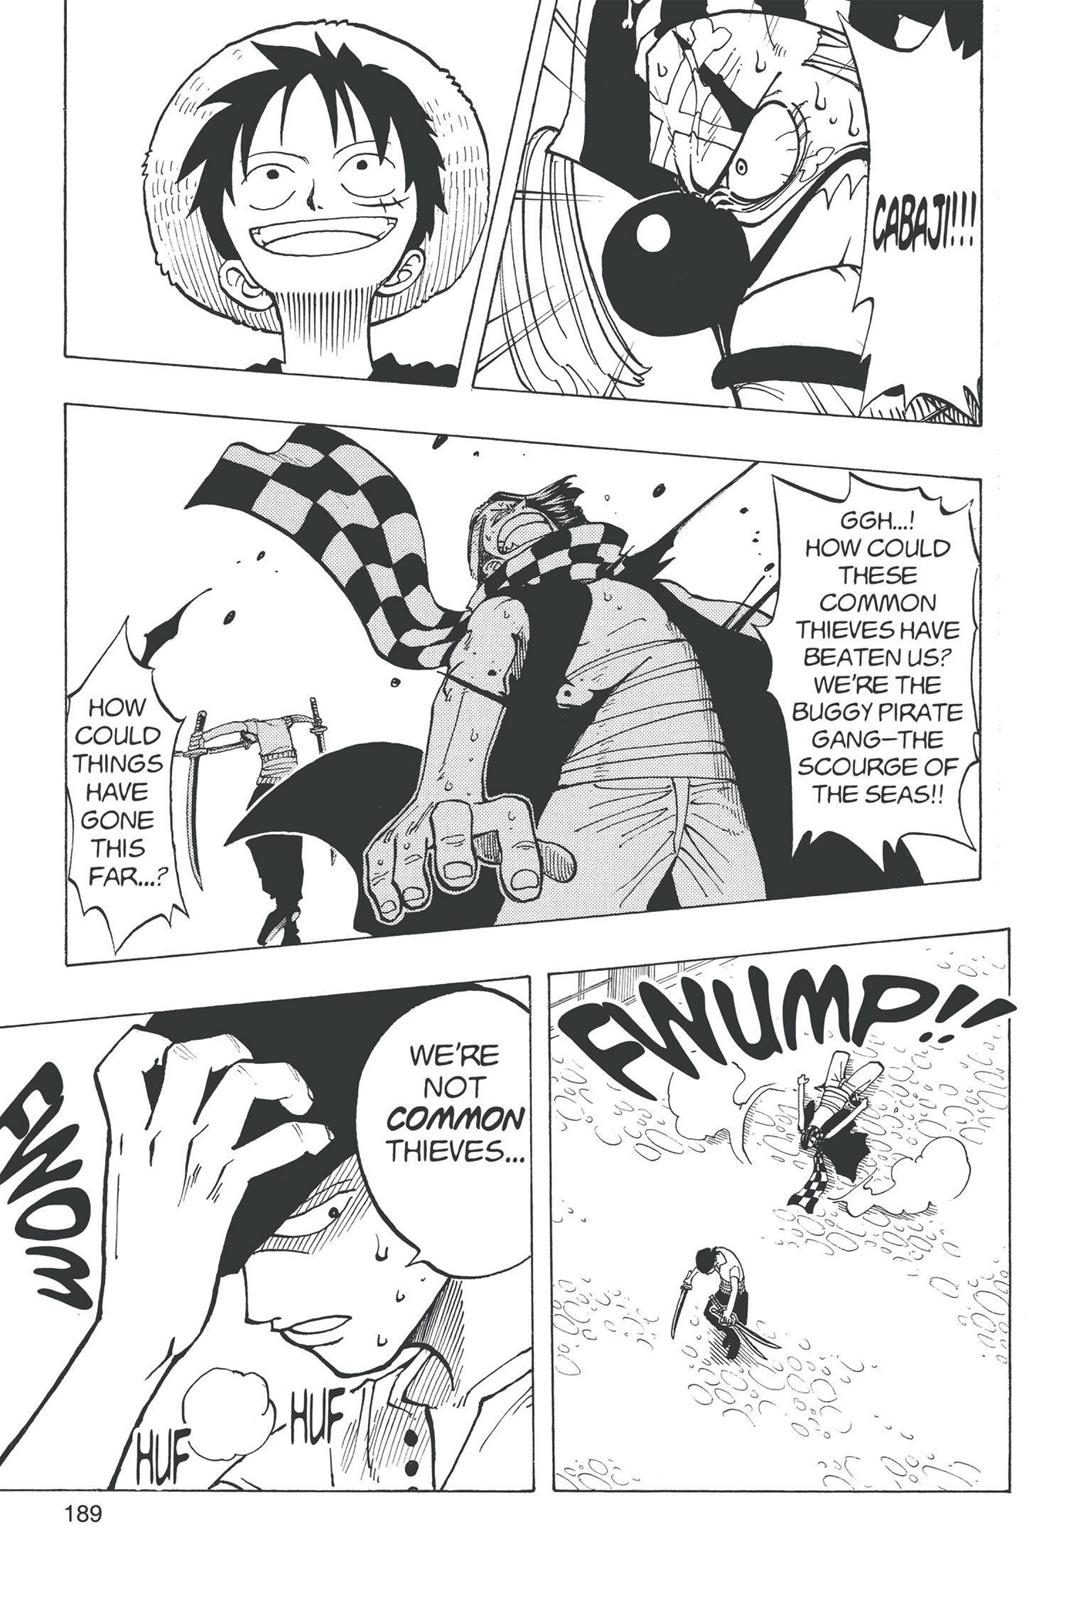 CABAJI!!!
GGH...!
HOW COULD
THESE
COMMON
THIEVES HAVE
BEATEN US?
WE'RE THE
BUGGY PIRATE
GANG—THE
SCOURGE OF
THE SEAS!!
HOW
COULD
THINGS
HAVE
GONE
THIS
FAR...?
FWUMP!!
WE'RE
NOT
COMMON
THIEVES...
FWOM
HUF
HUF
189